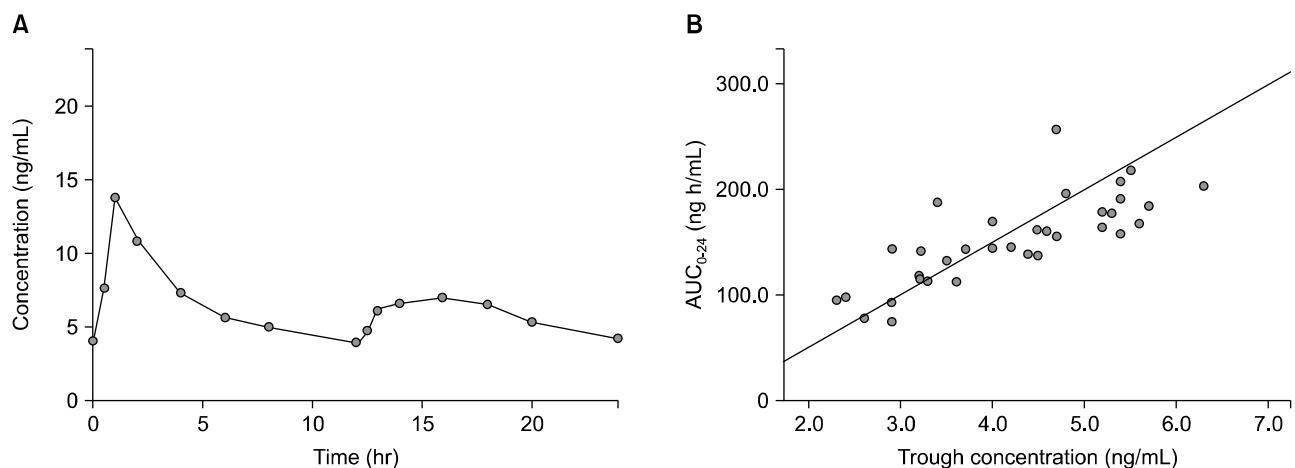 A
Concentration (ng/mL)
20
15
10
5
0
0 5 10 15 20
Time (hr)
B
AUC0-24 (ng h/mL)
300.0
200.0
100.0
0
2.0 3.0 4.0 5.0 6.0 7.0
Trough concentration (ng/mL)